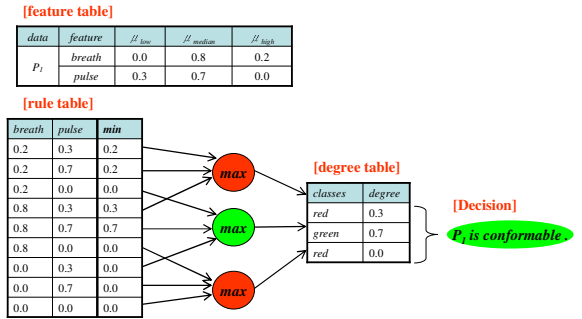 [feature table]
data feature μ low μ median μ high
P1 breath 0.0 0.8 0.2
pulse 0.3 0.7 0.0
[rule table]
breath pulse min
0.2 0.3 0.2
0.2 0.7 0.2
0.2 0.0 0.0
0.8 0.3 0.3
0.8 0.7 0.7
0.8 0.0 0.0
0.0 0.3 0.0
0.0 0.7 0.0
0.0 0.0 0.0
max
max
max
[degree table]
classes degree
red 0.3
green 0.7
red 0.0
[Decision]
P1 is conformable .